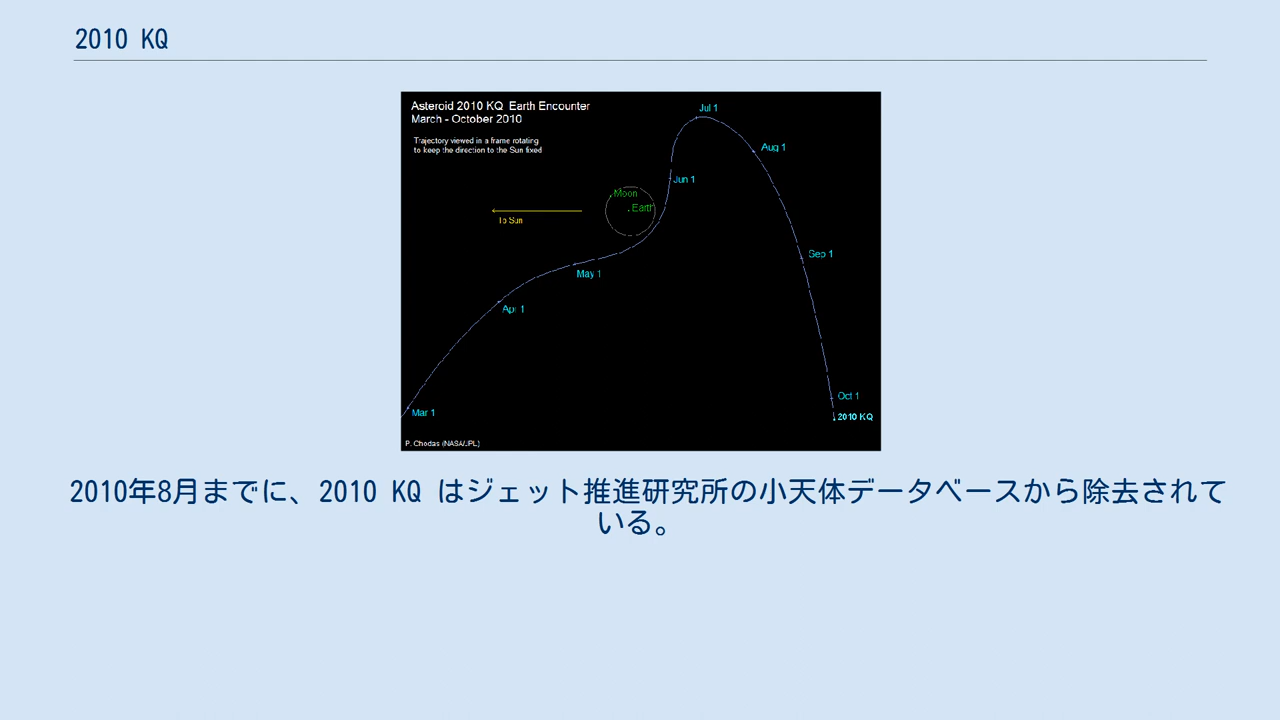 2010 KQ
Asteroid 2010 KQ Earth Encounter
March - October 2010
Trajectory viewed in a frame rotating
to keep the direction to the Sun fixed
Jul 1
Aug 1
Jun 1
Moon
Earth
To Sun
Sep 1
May 1
Apr 1
Oct 1
Mar 1
2010 KQ
P. Chodas (NASA/JPL)
2010年8月までに、2010 KQ はジェット推進研究所の小天体データベースから除去されて
いる。